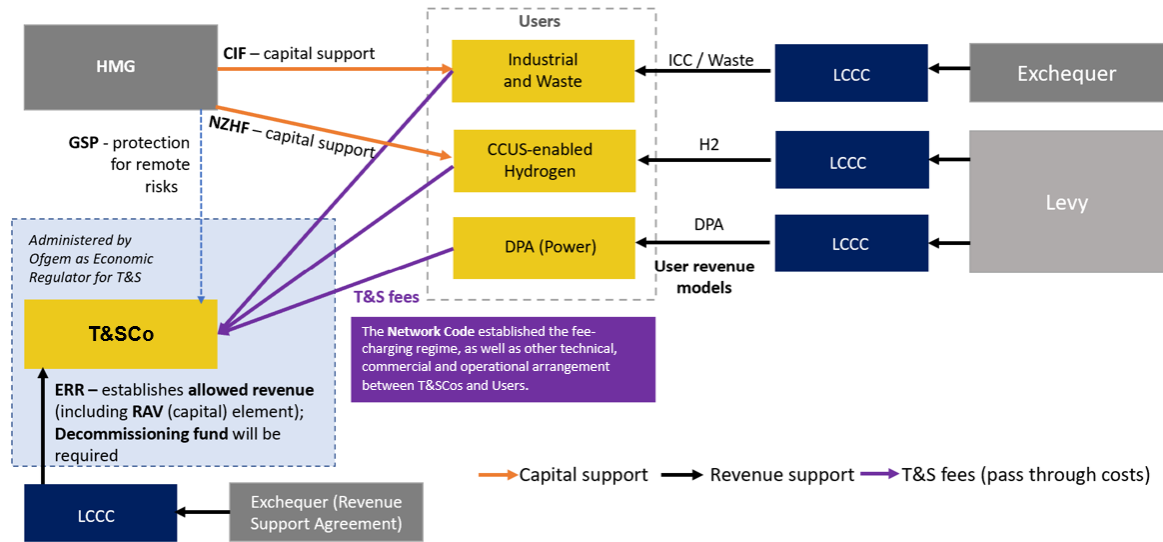 Users
HMG
CIF – capital support
Industrial
and Waste
ICC / Waste
LCCC
Exchequer
NZHF – capital support
GSP - protection
for remote
risks
CCUS-enabled
Hydrogen
H2
LCCC
Levy
DPA (Power)
DPA
LCCC
User revenue
models
Administered by
Ofgem as Economic
Regulator for T&S
T&S fees
T&SCo
The Network Code established the fee-
charging regime, as well as other technical,
commercial and operational arrangement
between T&SCos and Users.
ERR – establishes allowed revenue
(including RAV (capital) element);
Decommissioning fund will be
required
Capital support
Revenue support
T&S fees (pass through costs)
LCCC
Exchequer (Revenue
Support Agreement)